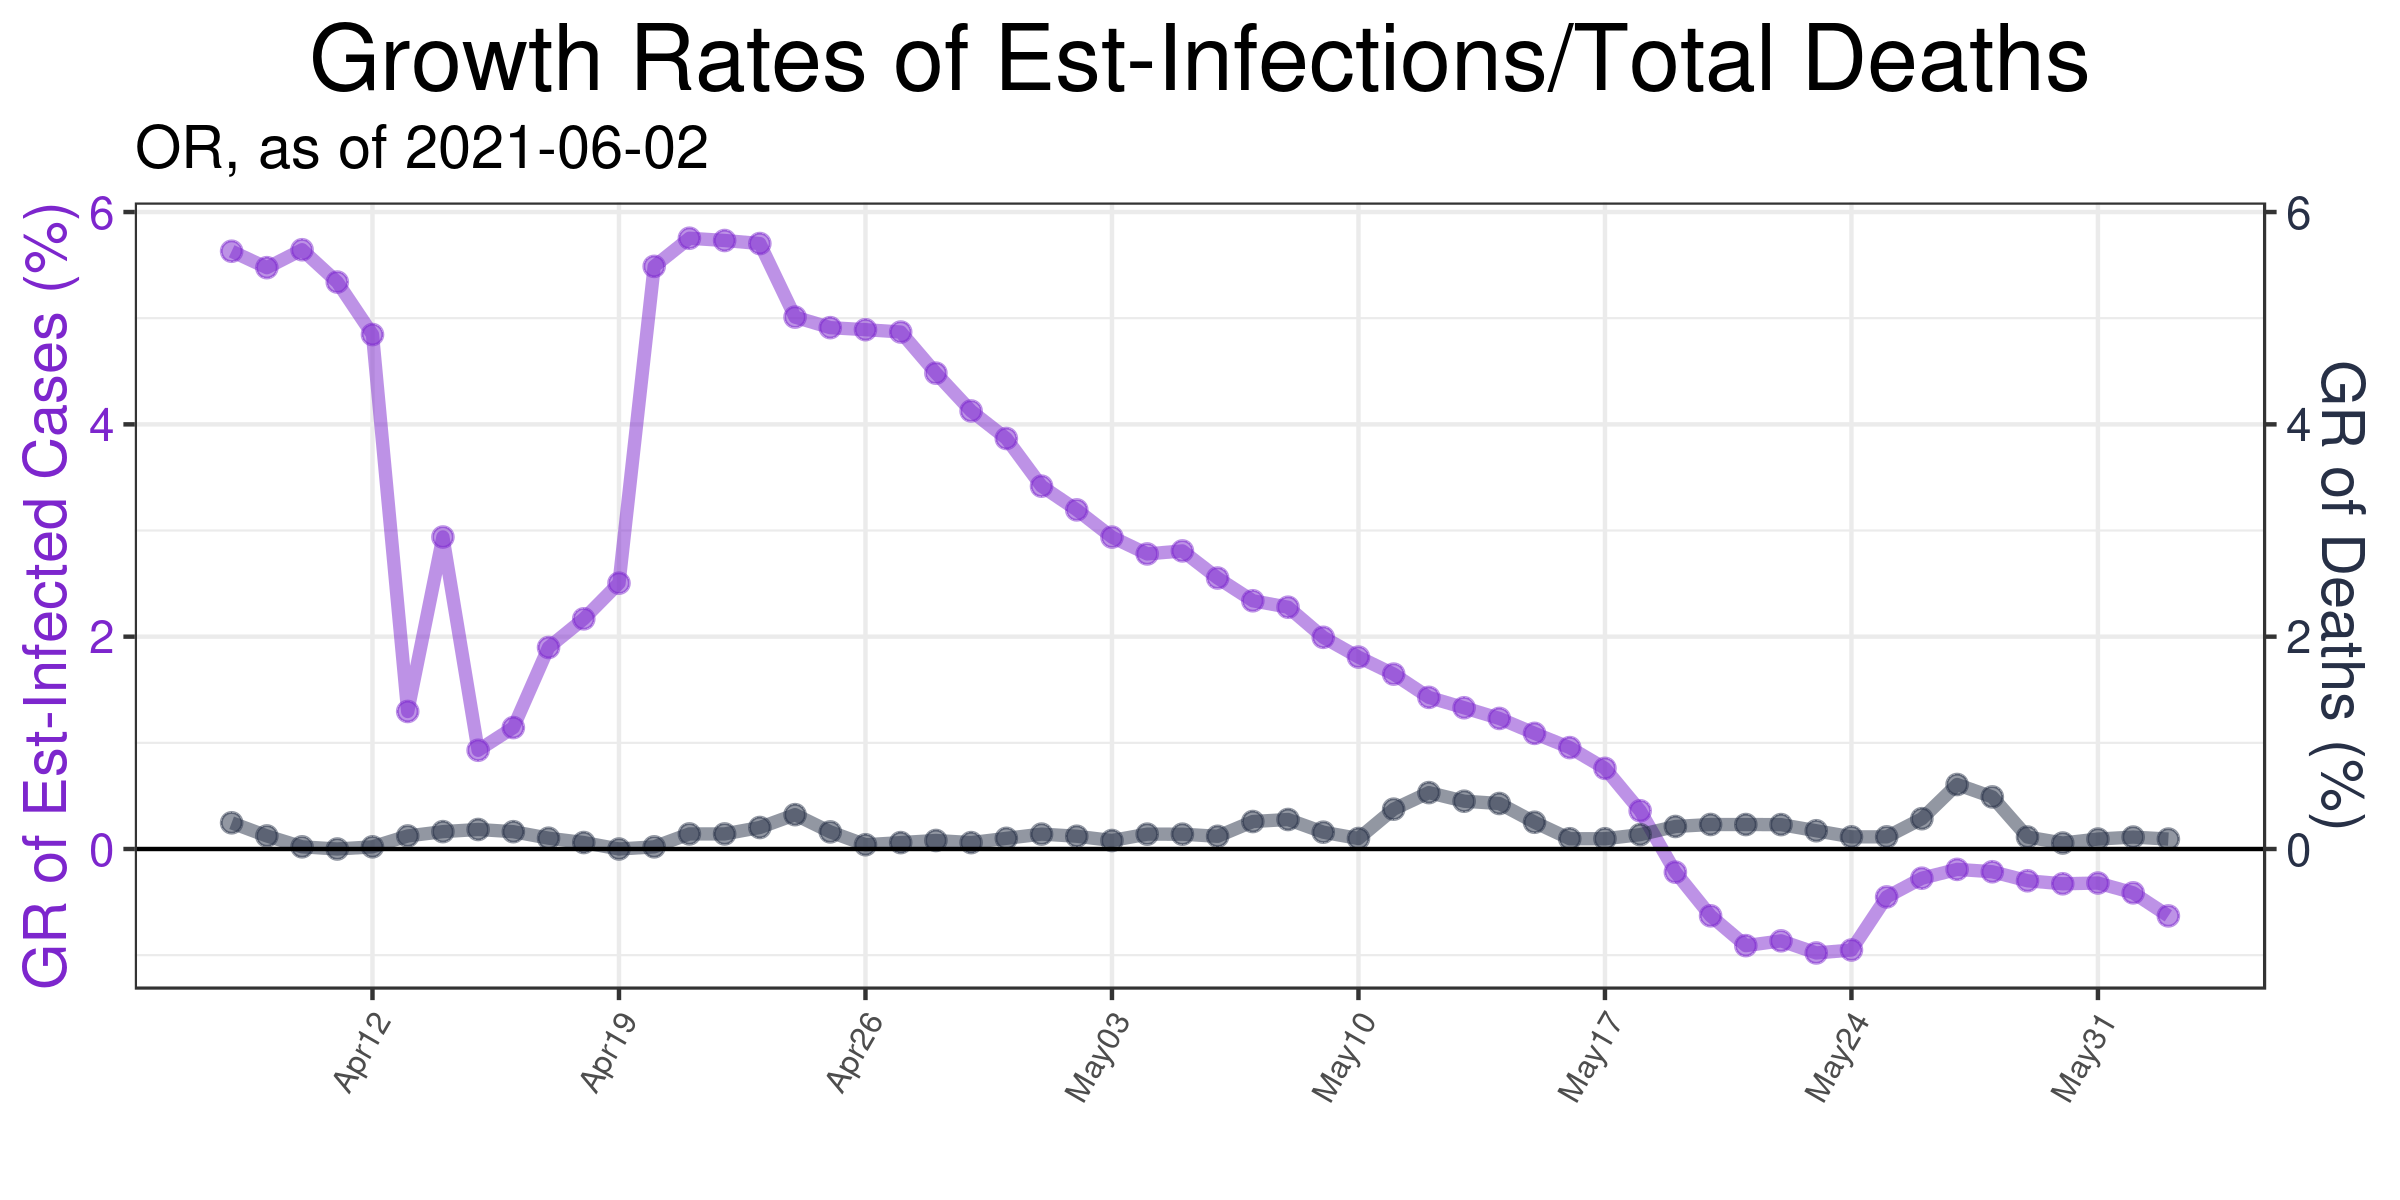 Growth Rates of Est-Infections/Total Deaths
OR, as of 2021-06-02
GR of Est-Infected Cases (%)
6
4
2
0
6
4
2
0
GR of Deaths (%)
Apr12
Apr19
Apr26
May03
May10
May17
May24
May31